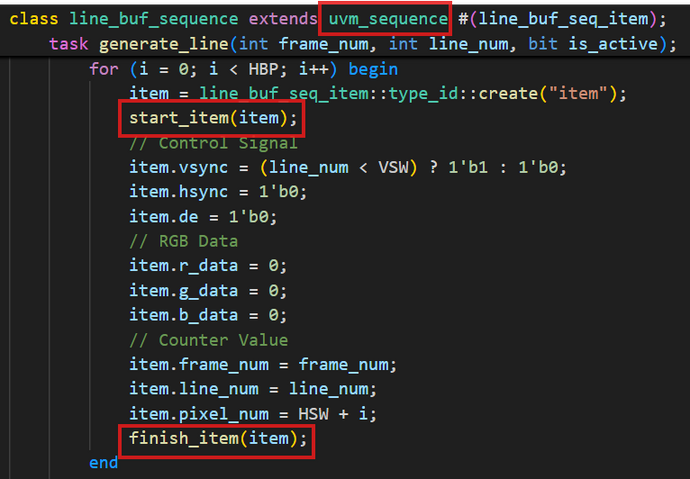 class line_buf_sequence extends uvm_sequence #(line_buf_seq_item);
task generate_line(int frame_num, int line_num, bit is_active);
for (i = 0; i < HBP; i++) begin
item = line_buf_seq_item::type_id::create("item");
start_item(item);
// Control Signal
item.vsync = (line_num < VSW) ? 1'b1 : 1'b0;
item.hsync = 1'b0;
item.de = 1'b0;
// RGB Data
item.r_data = 0;
item.g_data = 0;
item.b_data = 0;
// Counter Value
item.frame_num = frame_num;
item.line_num = line_num;
item.pixel_num = HSW + i;
finish_item(item);
end